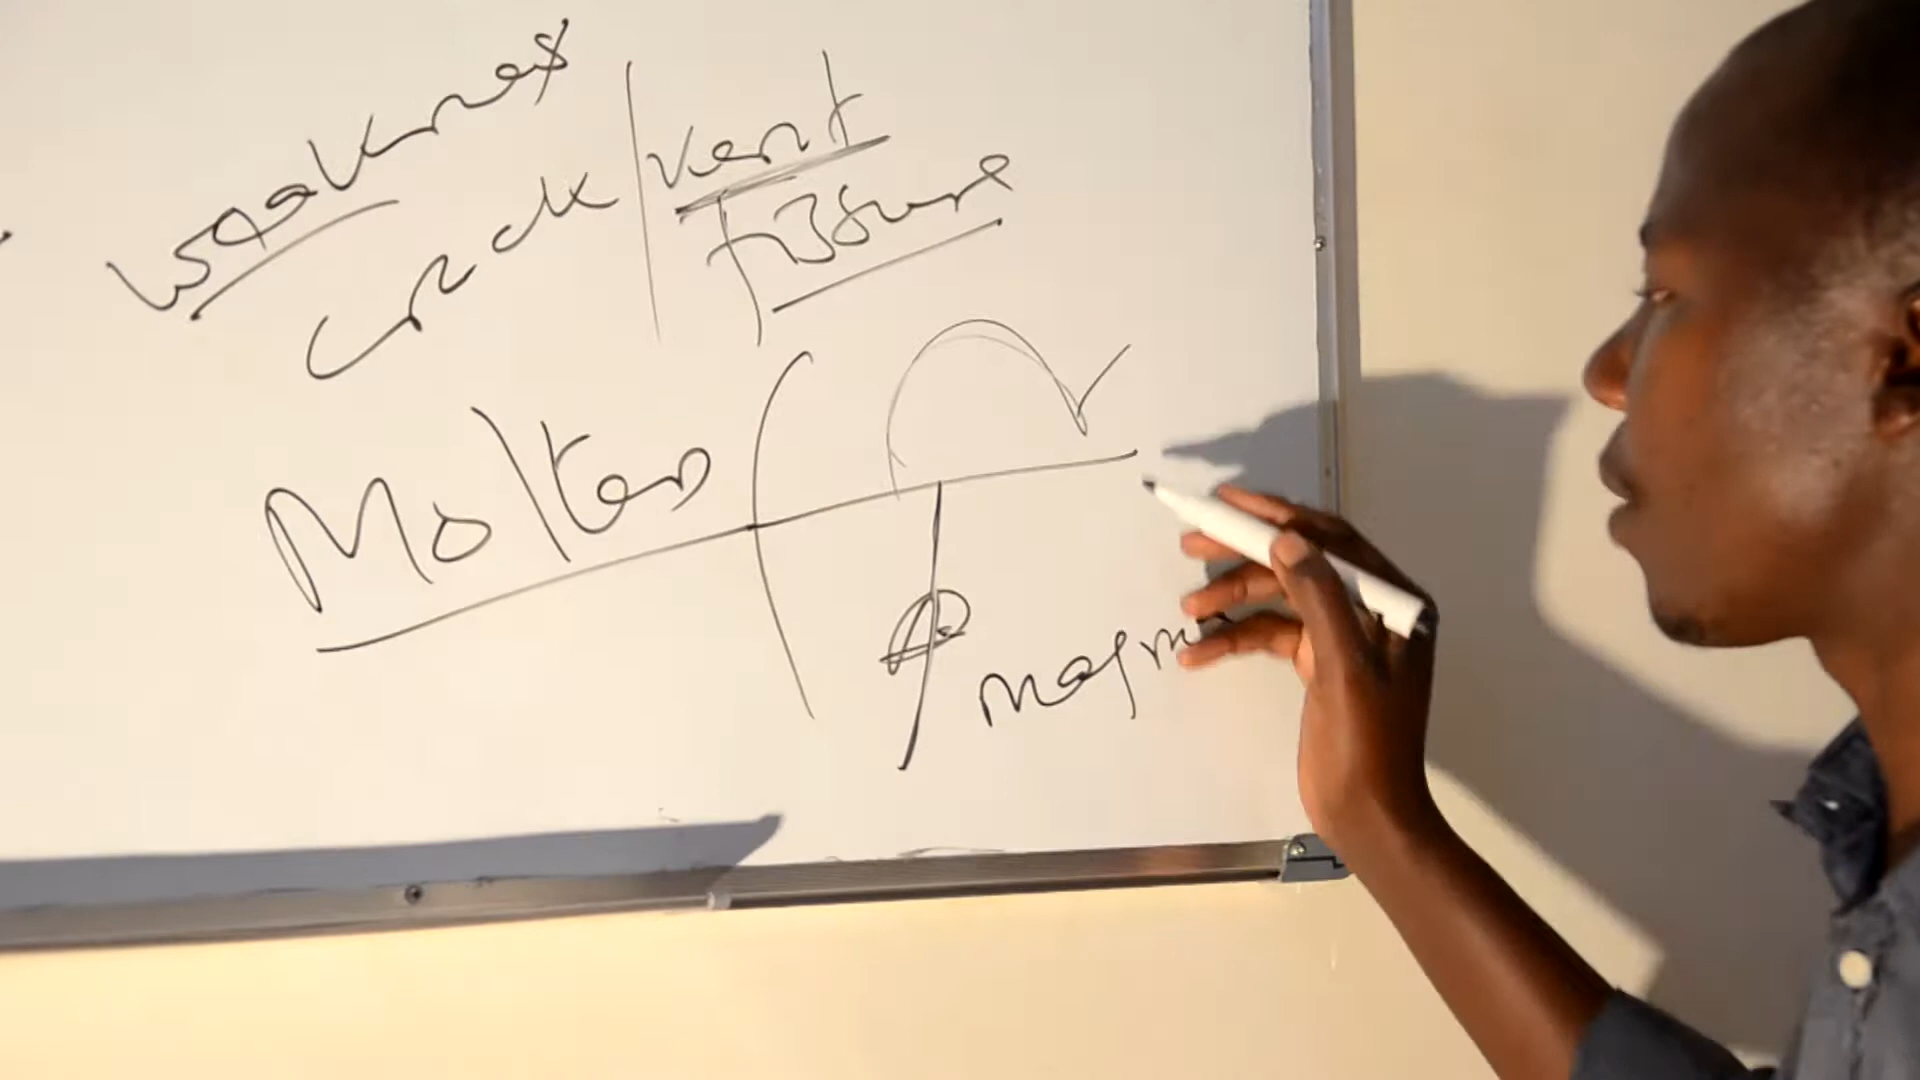 weakness
crack/vent
fissure
Molten
magma